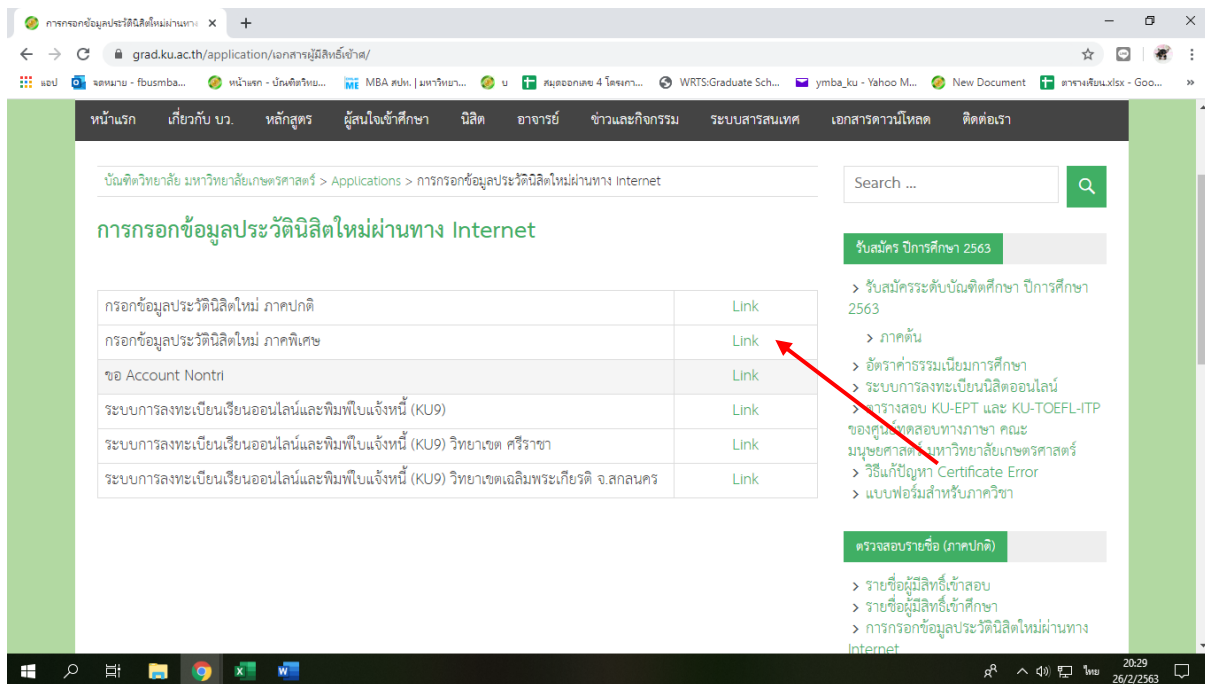 การกรอกข้อมูลประวัตินิสิตใหม่ผ่านทาง
grad.ku.ac.th/application/เอกสารผู้มีสิทธิ์เข้าศ/
แอป จดหมาย - fbusmba... หน้าแรก - บัณฑิตวิทย... MBA ศปท. | มหาวิทยา... บ สมุดออกเลข 4 โครงกา... WRTS:Graduate Sch... ymba_ku - Yahoo M... New Document ตารางเรียน.xlsx - Goo... »
หน้าแรก เกี่ยวกับ บว. หลักสูตร ผู้สนใจเข้าศึกษา นิสิต อาจารย์ ข่าวและกิจกรรม ระบบสารสนเทศ เอกสารดาวน์โหลด ติดต่อเรา
บัณฑิตวิทยาลัย มหาวิทยาลัยเกษตรศาสตร์ > Applications > การกรอกข้อมูลประวัตินิสิตใหม่ผ่านทาง Internet
การกรอกข้อมูลประวัตินิสิตใหม่ผ่านทาง Internet
กรอกข้อมูลประวัตินิสิตใหม่ ภาคปกติ Link
กรอกข้อมูลประวัตินิสิตใหม่ ภาคพิเศษ Link
ขอ Account Nontri Link
ระบบการลงทะเบียนเรียนออนไลน์และพิมพ์ใบแจ้งหนี้ (KU9) Link
ระบบการลงทะเบียนเรียนออนไลน์และพิมพ์ใบแจ้งหนี้ (KU9) วิทยาเขต ศรีราชา Link
ระบบการลงทะเบียนเรียนออนไลน์และพิมพ์ใบแจ้งหนี้ (KU9) วิทยาเขตเฉลิมพระเกียรติ จ.สกลนคร Link
Search ...
รับสมัคร ปีการศึกษา 2563
> รับสมัครระดับบัณฑิตศึกษา ปีการศึกษา
2563
> ภาคต้น
> อัตราค่าธรรมเนียมการศึกษา
> ระบบการลงทะเบียนนิสิตออนไลน์
> ตารางสอบ KU-EPT และ KU-TOEFL-ITP
ของศูนย์ทดสอบทางภาษา คณะ
มนุษยศาสตร์ มหาวิทยาลัยเกษตรศาสตร์
> วิธีแก้ปัญหา Certificate Error
> แบบฟอร์มสำหรับภาควิชา
ตรวจสอบรายชื่อ (ภาคปกติ)
> รายชื่อผู้มีสิทธิ์เข้าสอบ
> รายชื่อผู้มีสิทธิ์เข้าศึกษา
> การกรอกข้อมูลประวัตินิสิตใหม่ผ่านทาง
Internet
ไทย 20:29
26/2/2563